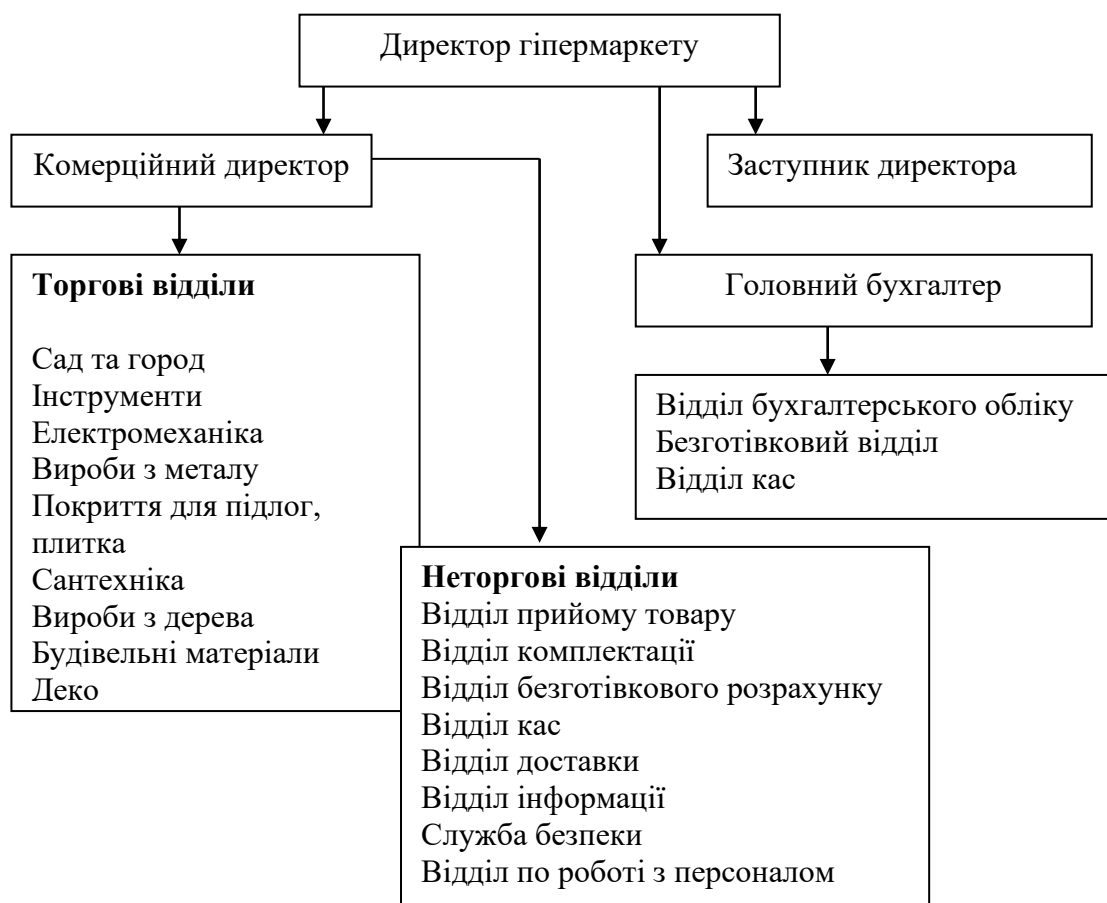 Директор гіпермаркету
Комерційний директор
Заступник директора
Торгові відділи
Сад та город
Інструменти
Електромеханіка
Вироби з металу
Покриття для підлог,
плитка
Сантехніка
Вироби з дерева
Будівельні матеріали
Деко
Головний бухгалтер
Відділ бухгалтерського обліку
Безготівковий відділ
Відділ кас
Неторгові відділи
Відділ прийому товару
Відділ комплектації
Відділ безготівкового розрахунку
Відділ кас
Відділ доставки
Відділ інформації
Служба безпеки
Відділ по роботі з персоналом